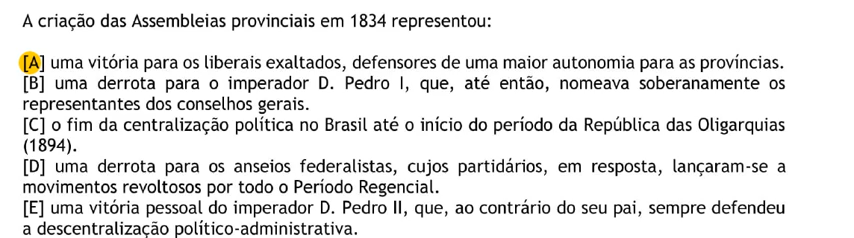 A criação das Assembleias provinciais em 1834 representou:
[A] uma vitória para os liberais exaltados, defensores de uma maior autonomia para as províncias.
[B] uma derrota para o imperador D. Pedro I, que, até então, nomeava soberanamente os
representantes dos conselhos gerais.
[C] o fim da centralização política no Brasil até o início do período da República das Oligarquias
(1894).
[D] uma derrota para os anseios federalistas, cujos partidários, em resposta, lançaram-se a
movimentos revoltosos por todo o Período Regencial.
[E] uma vitória pessoal do imperador D. Pedro II, que, ao contrário do seu pai, sempre defendeu
a descentralização político-administrativa.